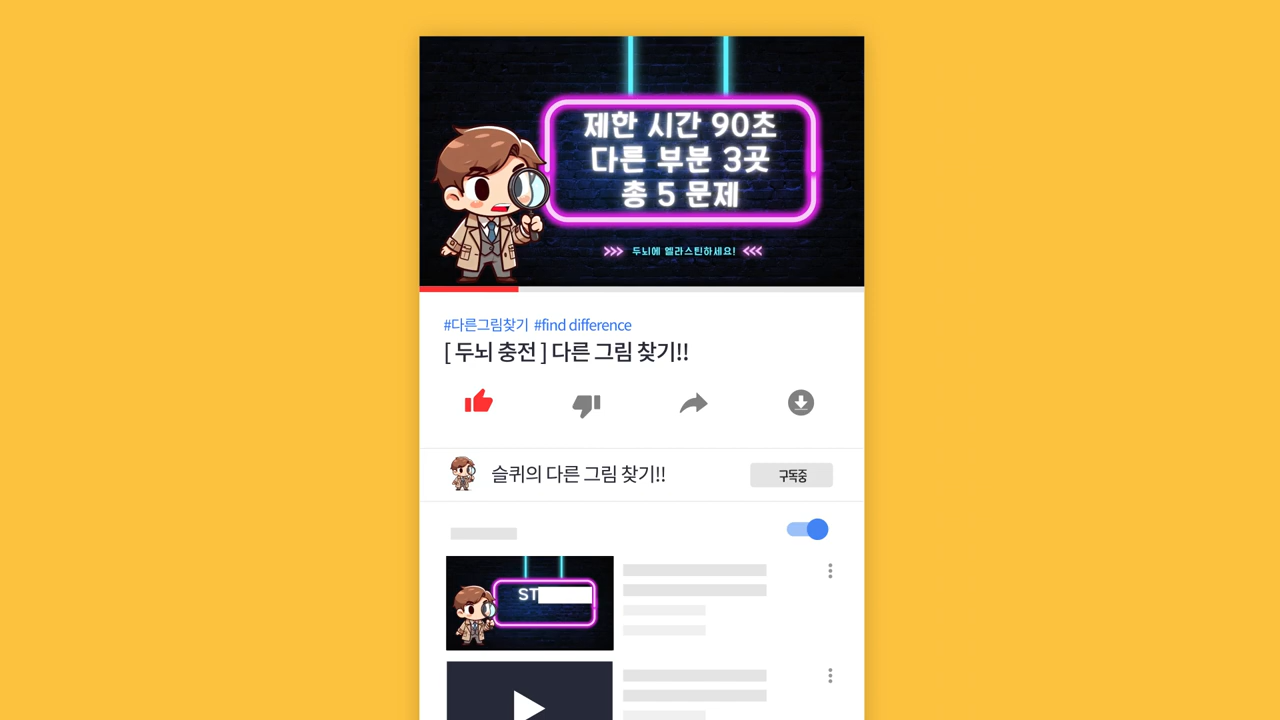 제한 시간 90초
다른 부분 3곳
총 5 문제
두뇌에 엘라스틴하세요!
#다른그림찾기 #find difference
[ 두뇌 충전 ] 다른 그림 찾기!!
슬퀴의 다른 그림 찾기!!
구독중
ST